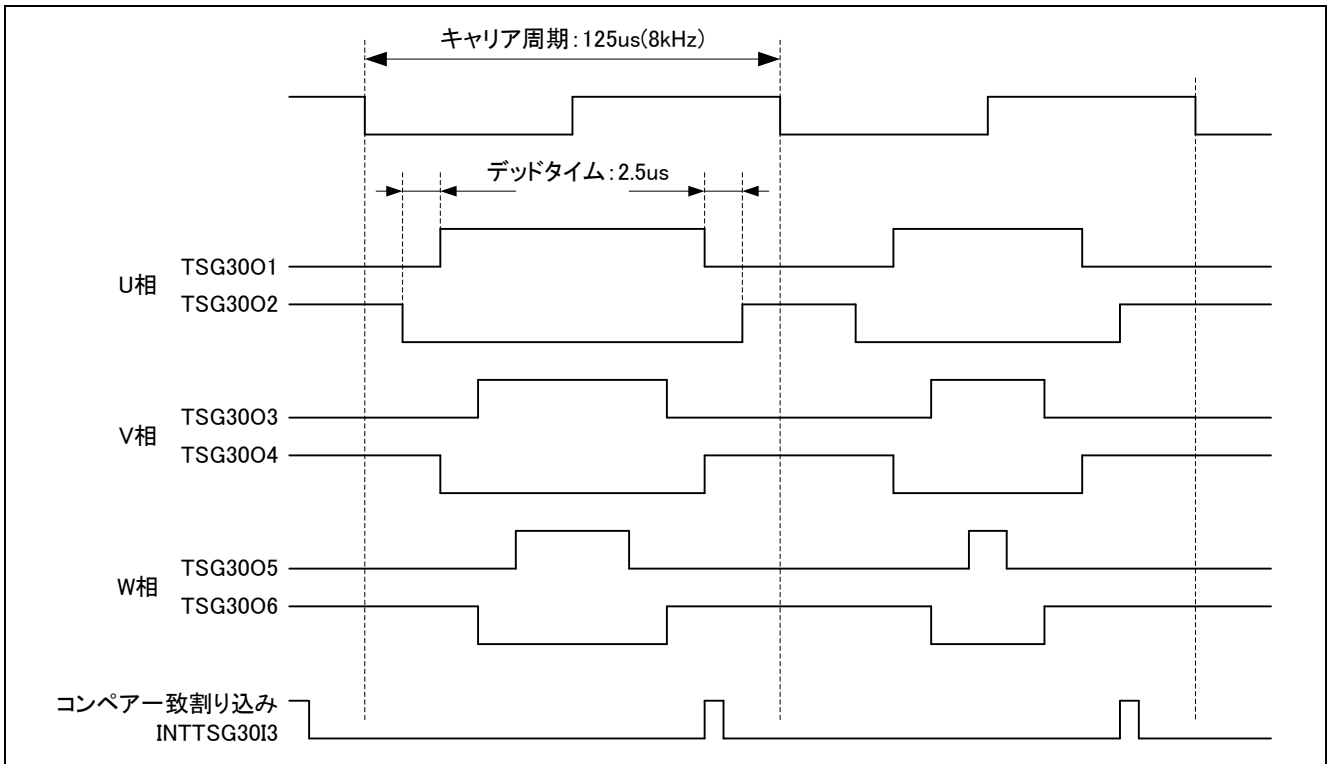 キャリア周期：125us(8kHz)
デッドタイム：2.5us
U相
TSG30O1
TSG30O2
V相
TSG30O3
TSG30O4
W相
TSG30O5
TSG30O6
コンペアー致割り込み
INTTSG30I3